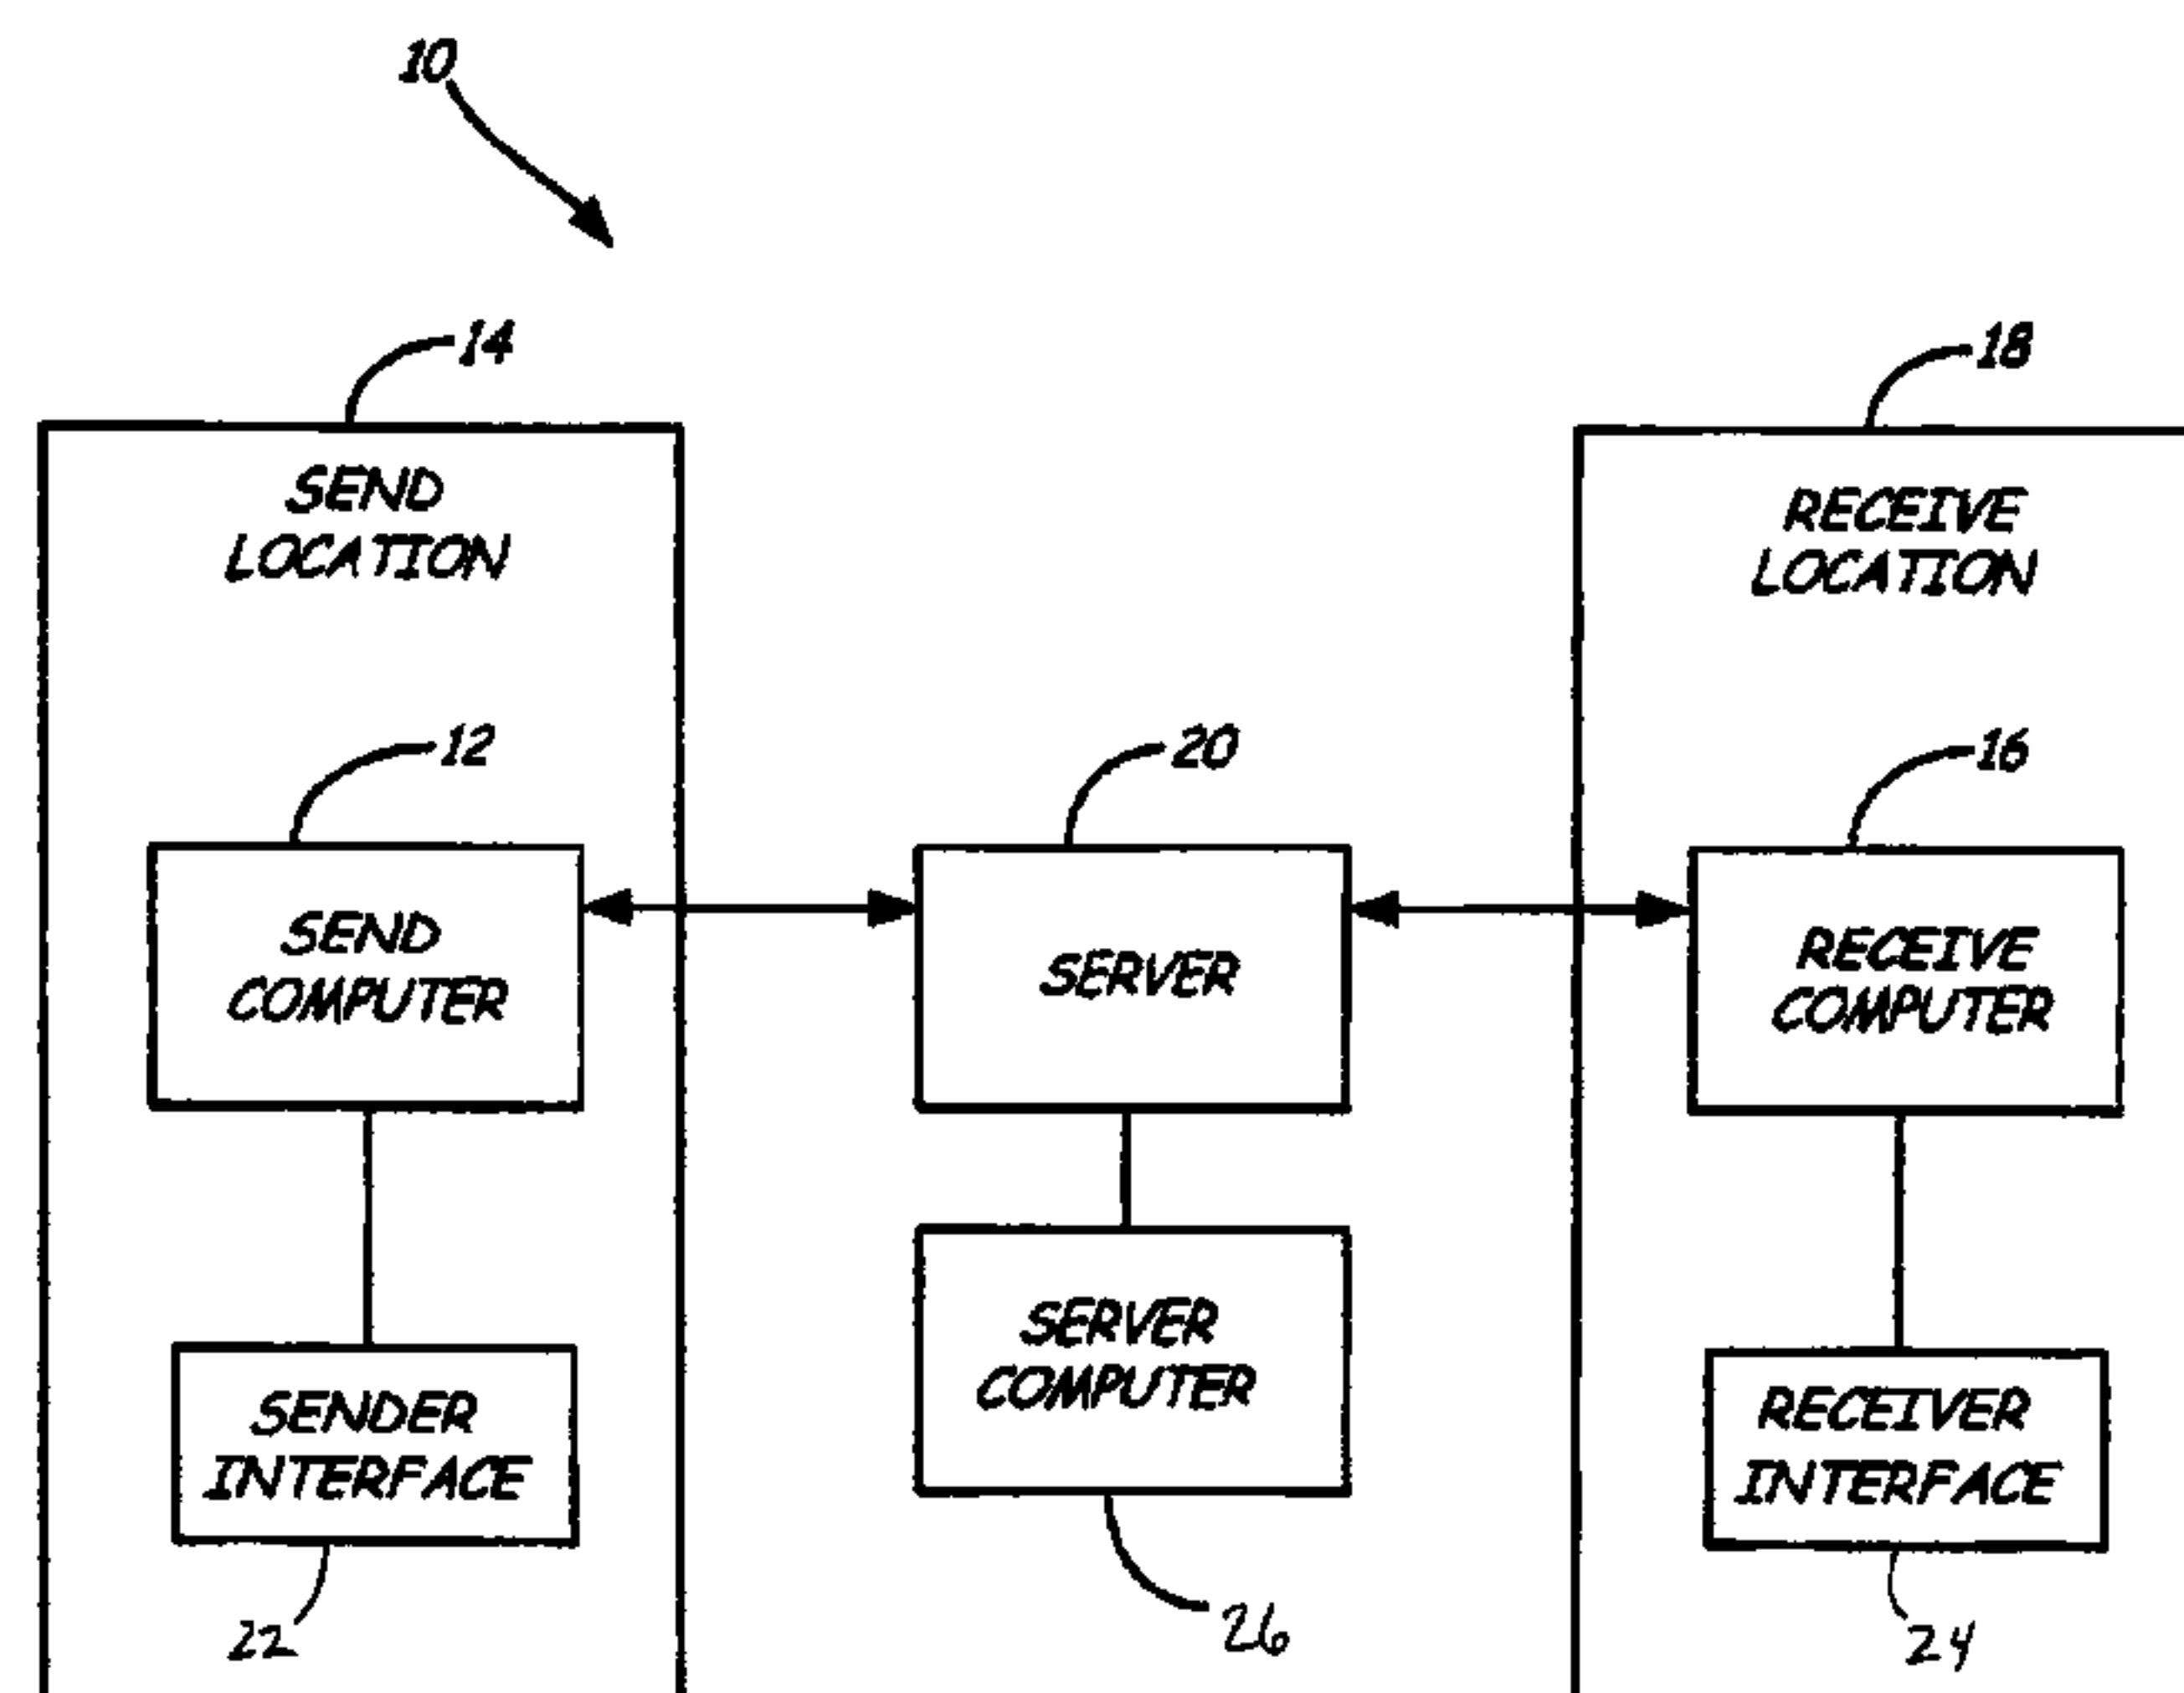 10
14
18
SEND
LOCATION
RECEIVE
LOCATION
12
20
16
SEND
COMPUTER
SERVER
RECEIVE
COMPUTER
SERVER
COMPUTER
SENDER
INTERFACE
RECEIVER
INTERFACE
22
26
24